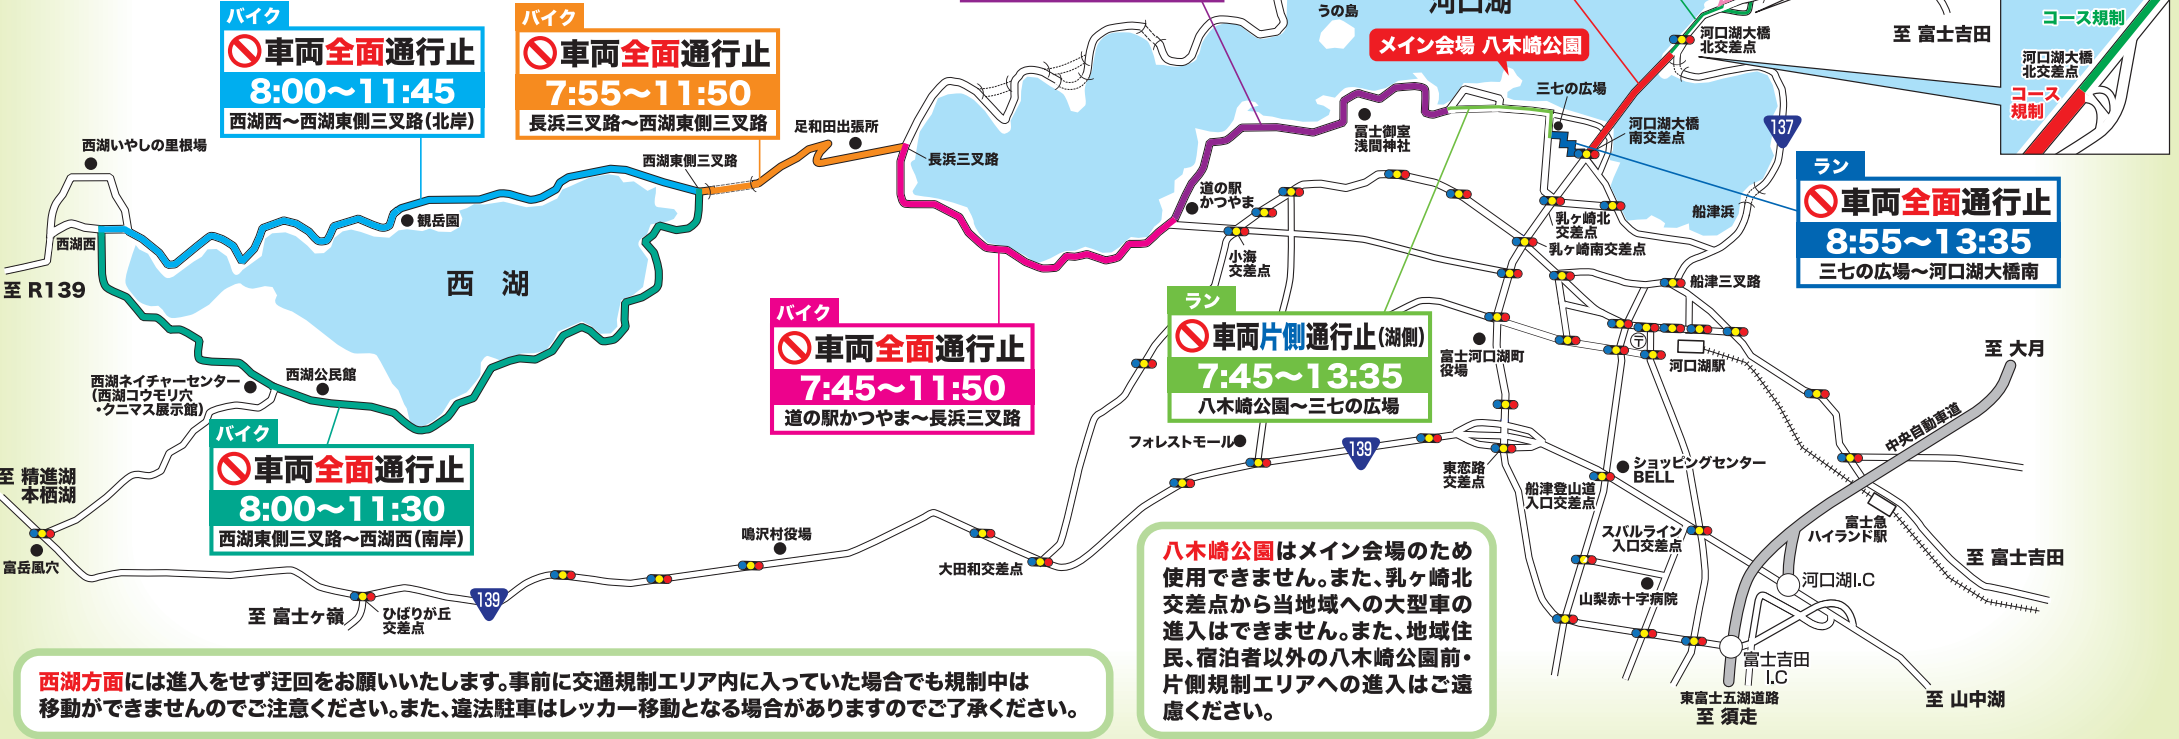 バイク
車両全面通行止
8:00〜11:45
西湖西〜西湖東側三叉路(北岸)
バイク
車両全面通行止
7:55〜11:50
長浜三叉路〜西湖東側三叉路
うの島
河口湖
メイン会場 八木崎公園
河口湖大橋
北交差点
至 富士吉田
コース規制
河口湖大橋
北交差点
コース
規制
三七の広場
137
河口湖大橋
南交差点
冨士御室
浅間神社
足和田出張所
西湖いやしの里根場
西湖東側三叉路
長浜三叉路
道の駅
かつやま
観岳園
西湖西
西 湖
至 R139
小海
交差点
乳ヶ崎北
交差点
乳ヶ崎南交差点
船津浜
船津三叉路
ラン
車両全面通行止
8:55〜13:35
三七の広場〜河口湖大橋南
ラン
車両片側通行止(湖側)
7:45〜13:35
八木崎公園〜三七の広場
バイク
車両全面通行止
7:45〜11:50
道の駅かつやま〜長浜三叉路
富士河口湖町
役場
〒
河口湖駅
至 大月
中央自動車道
西湖ネイチャーセンター
(西湖コウモリ穴
・クニマス展示館)
西湖公民館
バイク
車両全面通行止
8:00〜11:30
西湖東側三叉路〜西湖西(南岸)
至 精進湖
本栖湖
富岳風穴
フォレストモール
139
東恋路
交差点
ショッピングセンター
BELL
船津登山道
入口交差点
スバルライン
入口交差点
富士急
ハイランド駅
至 富士吉田
河口湖I.C
山梨赤十字病院
富士吉田
I.C
東富士五湖道路
至 須走
至 山中湖
鳴沢村役場
大田和交差点
139
至 富士ヶ嶺
ひばりが丘
交差点
西湖方面には進入をせず迂回をお願いいたします。事前に交通規制エリア内に入っていた場合でも規制中は
移動ができませんのでご注意ください。また、違法駐車はレッカー移動となる場合がありますのでご了承ください。
八木崎公園はメイン会場のため
使用できません。また、乳ヶ崎北
交差点から当地域への大型車の
進入はできません。また、地域住
民、宿泊者以外の八木崎公園前・
片側規制エリアへの進入はご遠
慮ください。